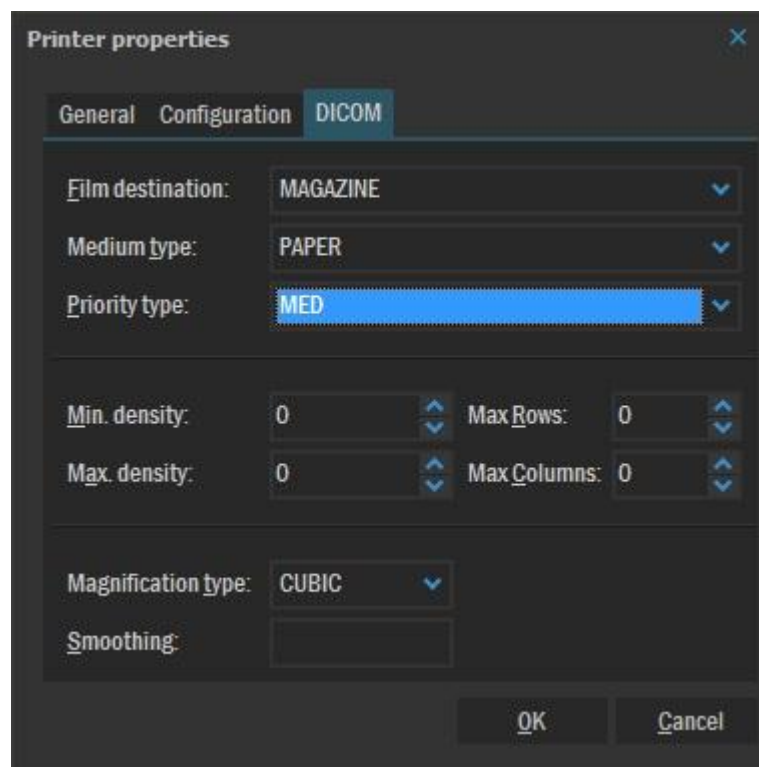 Printer properties
General Configuration DICOM
Film destination: MAGAZINE
Medium type: PAPER
Priority type: MED
Min. density: 0 Max Rows: 0
Max. density: 0 Max Columns: 0
Magnification type: CUBIC
Smoothing:
OK Cancel